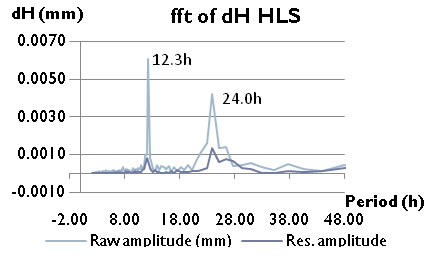 dH (mm) fft of dH HLS
0.0070
12.3h
0.0050
24.0h
0.0030
0.0010
-0.0010
Period (h)
-2.00 8.00 18.00 28.00 38.00 48.00
Raw amplitude (mm) Res. amplitude